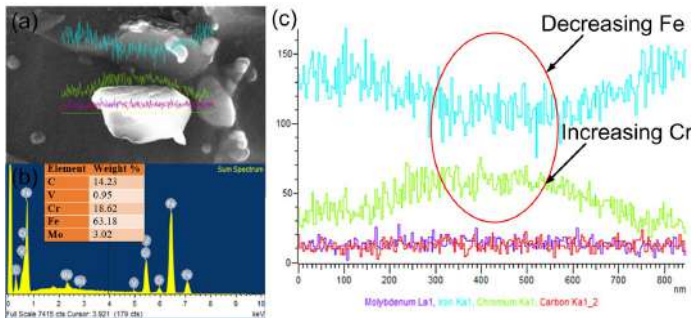 (a)
(b)
Element Weight %
C 14.23
V 0.95
Cr 18.62
Fe 63.18
Mo 3.02
Sum Spectrum
0 1 2 3 4 5 6 7 8 9 10
Full Scale 7415 cts Cursor: 3.921 (179 cts) keV
(c)
Decreasing Fe
Increasing Cr
150
100
50
0
0 100 200 300 400 500 600 700 800
nm
Molybdenum La1, Iron Ka1, Chromium Ka1, Carbon Ka1_2